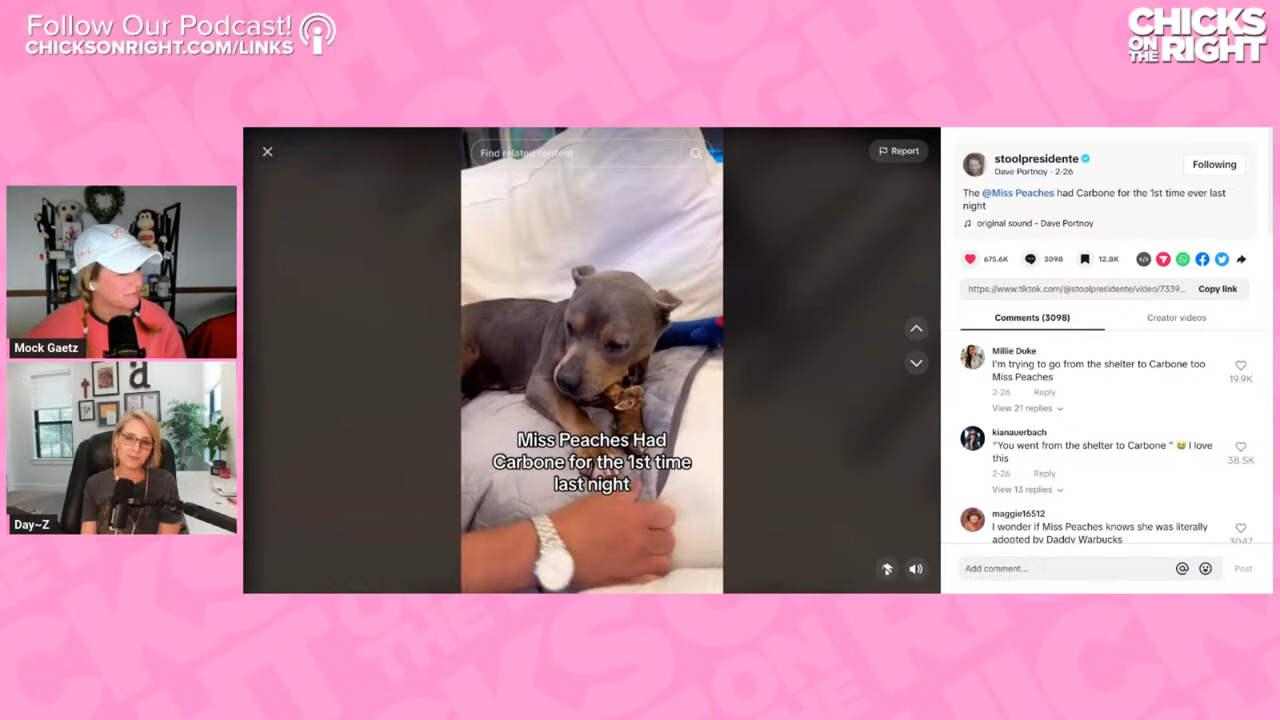 Follow Our Podcast!
CHICKSONRIGHT.COM/LINKS
CHICKS
ON THE RIGHT
Mock Gaetz
a
Day~Z
Find related content
Report
Miss Peaches Had
Carbone for the 1st time
last night
stoolpresidente
Dave Portnoy · 2-26
Following
The @Miss Peaches had Carbone for the 1st time ever last
night
original sound - Dave Portnoy
675.6K
3098
12.8K
https://www.tiktok.com/@stoolpresidente/video/7339...
Copy link
Comments (3098)
Creator videos
Millie Duke
I'm trying to go from the shelter to Carbone too
Miss Peaches
19.9K
2-26
Reply
View 21 replies
kianauerbach
"You went from the shelter to Carbone " 😭 I love
this
38.5K
2-26
Reply
View 13 replies
maggie16512
I wonder if Miss Peaches knows she was literally
adopted by Daddy Warbucks
3047
Add comment...
@
Post